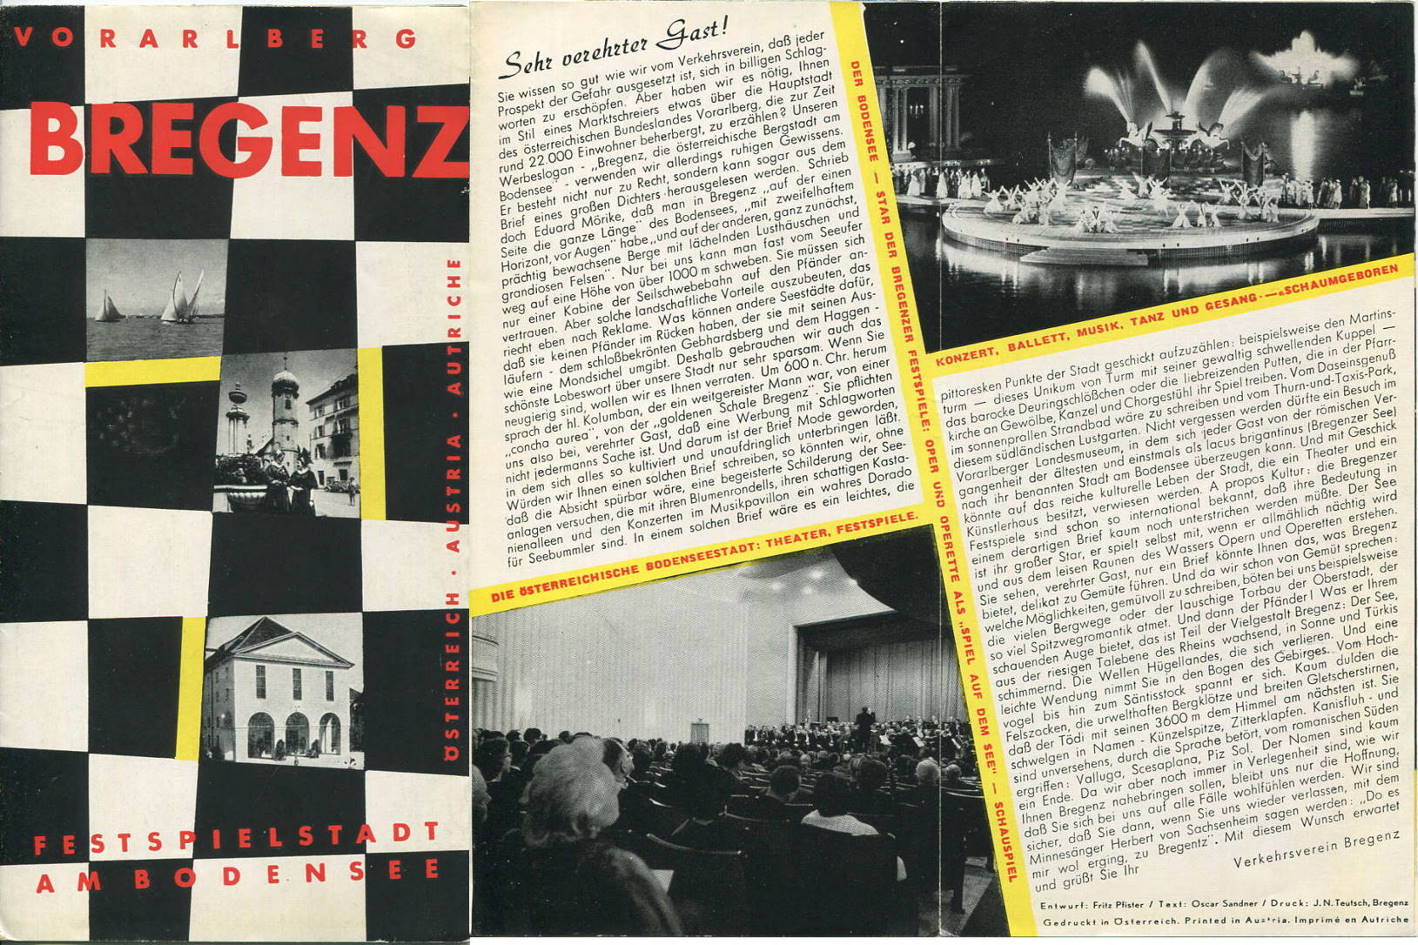 VORARLBERG
BREGENZ
ÖSTERREICH · AUSTRIA · AUTRICHE
FESTSPIELSTADT
AM BODENSEE
Sehr verehrter Gast!
Sie wissen so gut wie wir vom Verkehrsverein, daß jeder
Prospekt der Gefahr ausgesetzt ist, sich in billigen Schlag-
worten zu erschöpfen. Aber haben wir es nötig, Ihnen
im Stil eines Marktschreiers etwas über die Hauptstadt
des österreichischen Bundeslandes Vorarlberg, die zur Zeit
rund 22.000 Einwohner beherbergt, zu erzählen? Unseren
Werbeslogan - „Bregenz, die österreichische Bergstadt am
Bodensee" - verwenden wir allerdings ruhigen Gewissens.
Er besteht nicht nur zu Recht, sondern kann sogar aus dem
Brief eines großen Dichters herausgelesen werden. Schrieb
doch Eduard Mörike, daß man in Bregenz „auf der einen
Seite die ganze Länge" des Bodensees, „mit zweifelhaftem
Horizont, vor Augen" habe „und auf der anderen, ganz zunächst,
prächtig bewachsene Berge mit lächelnden Lusthäuschen und
grandiosen Felsen". Nur bei uns kann man fast vom Seeufer
weg auf eine Höhe von über 1000 m schweben. Sie müssen sich
nur einer Kabine der Seilschwebebahn auf den Pfänder an-
vertrauen. Aber solche landschaftliche Vorteile auszubeuten, das
riecht eben nach Reklame. Was können andere Seestädte dafür,
daß sie keinen Pfänder im Rücken haben, der sie mit seinen Aus-
läufern - dem schloßbekrönten Gebhardsberg und dem Haggen -
wie eine Mondsichel umgibt. Deshalb gebrauchen wir auch das
schönste Lobeswort über unsere Stadt nur sehr sparsam. Wenn Sie
neugierig sind, wollen wir es Ihnen verraten. Um 600 n. Chr. herum
sprach der hl. Kolumban, der ein weitgereister Mann war, von einer
„concha aurea", von der „goldenen Schale Bregenz". Sie pflichten
uns also bei, verehrter Gast, daß eine Werbung mit Schlagworten
nicht jedermanns Sache ist. Und darum ist der Brief Mode geworden,
in dem sich alles so kultiviert und unaufdringlich unterbringen läßt.
Würden wir Ihnen einen solchen Brief schreiben, so könnten wir, ohne
daß die Absicht spürbar wäre, eine begeisterte Schilderung der See-
anlagen versuchen, die mit ihren Blumenrondells, ihren schattigen Kasta-
nienalleen und den Konzerten im Musikpavillon ein wahres Dorado
für Seebummler sind. In einem solchen Brief wäre es ein leichtes, die
DIE ÖSTERREICHISCHE BODENSEESTADT: THEATER, FESTSPIELE.
DER BODENSEE — STAR DER BREGENZER FESTSPIELE: OPER UND OPERETTE ALS „SPIEL AUF DEM SEE" — SCHAUSPIEL
KONZERT, BALLETT, MUSIK, TANZ UND GESANG — „SCHAUMGEBOREN
pittoresken Punkte der Stadt geschickt aufzuzählen: beispielsweise den Martins-
turm — dieses Unikum von Turm mit seiner gewaltig schwellenden Kuppel —
das barocke Deuringschlößchen oder die liebreizenden Putten, die in der Pfarr-
kirche an Gewölbe, Kanzel und Chorgestühl ihr Spiel treiben. Vom Daseinsgenuß
im sonnenprallen Strandbad wäre zu schreiben und vom Thurn-und-Taxis-Park,
diesem südländischen Lustgarten. Nicht vergessen werden dürfte ein Besuch im
Vorarlberger Landesmuseum, in dem sich jeder Gast von der römischen Ver-
gangenheit der ältesten und einstmals als lacus brigantinus (Bregenzer See)
nach ihr benannten Stadt am Bodensee überzeugen kann. Und mit Geschick
könnte auf das reiche kulturelle Leben der Stadt, die ein Theater und ein
Künstlerhaus besitzt, verwiesen werden. A propos Kultur: die Bregenzer
Festspiele sind schon so international bekannt, daß ihre Bedeutung in
einem derartigen Brief kaum noch unterstrichen werden müßte. Der See
ist ihr großer Star, er spielt selbst mit, wenn er allmählich nächtig wird
und aus dem leisen Raunen des Wassers Opern und Operetten erstehen.
Sie sehen, verehrter Gast, nur ein Brief könnte Ihnen das, was Bregenz
bietet, delikat zu Gemüte führen. Und da wir schon von Gemüt sprechen:
welche Möglichkeiten, gemütvoll zu schreiben, böten bei uns beispielsweise
die vielen Bergwege oder der lauschige Torbau der Oberstadt, der
so viel Spitzwegromantik atmet. Und dann der Pfänder! Was er Ihrem
schauenden Auge bietet, das ist Teil der Vielgestalt Bregenz: Der See,
aus der riesigen Talebene des Rheins wachsend, in Sonne und Türkis
schimmernd. Die Wellen Hügellandes, die sich verlieren. Und eine
leichte Wendung nimmt Sie in den Bogen des Gebirges. Vom Hoch-
vogel bis hin zum Säntisstock spannt er sich. Kaum dulden die
Felszacken, die urwelthaften Bergklötze und breiten Gletscherstirnen,
daß der Tödi mit seinen 3600 m dem Himmel am nächsten ist. Sie
schwelgen in Namen - Künzelspitze, Zitterklapfen. Kanisfluh - und
sind unversehens, durch die Sprache betört, vom romanischen Süden
ergriffen: Valluga, Scesaplana, Piz Sol. Der Namen sind kaum
ein Ende. Da wir aber noch immer in Verlegenheit sind, wie wir
Ihnen Bregenz nahebringen sollen, bleibt uns nur die Hoffnung,
daß Sie sich bei uns auf alle Fälle wohlfühlen werden. Wir sind
sicher, daß Sie dann, wenn Sie uns wieder verlassen, mit dem
Minnesänger Herbert von Sachsenheim sagen werden: „Do es
mir wol erging, zu Bregentz". Mit diesem Wunsch erwartet
und grüßt Sie Ihr
Verkehrsverein Bregenz
Entwurf: Fritz Pfister / Text: Oscar Sandner / Druck: J. N. Teutsch, Bregenz
Gedruckt in Österreich. Printed in Austria. Imprimé en Autriche